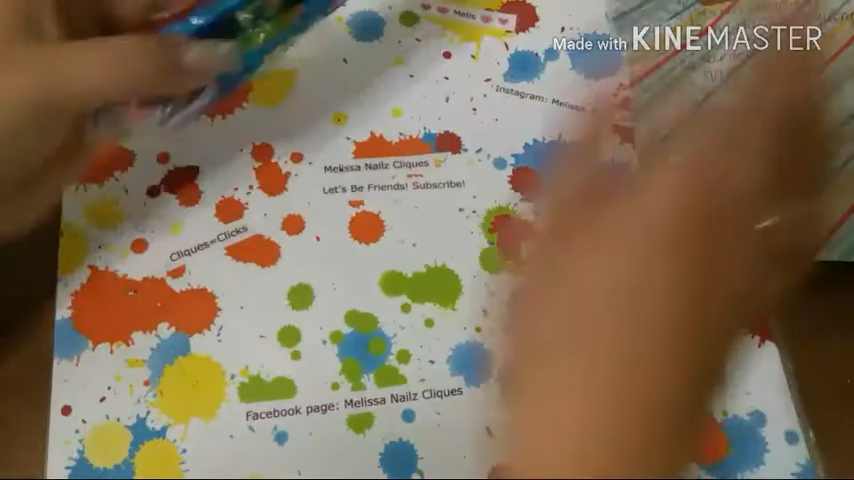 Melis
Made with KINEMASTER
Instagram: Melissa
Melissa Nailz Cliques
Let's Be Friends! Subscribe!
Cliques=Clicks
Facebook page: Melissa Nailz Cliques